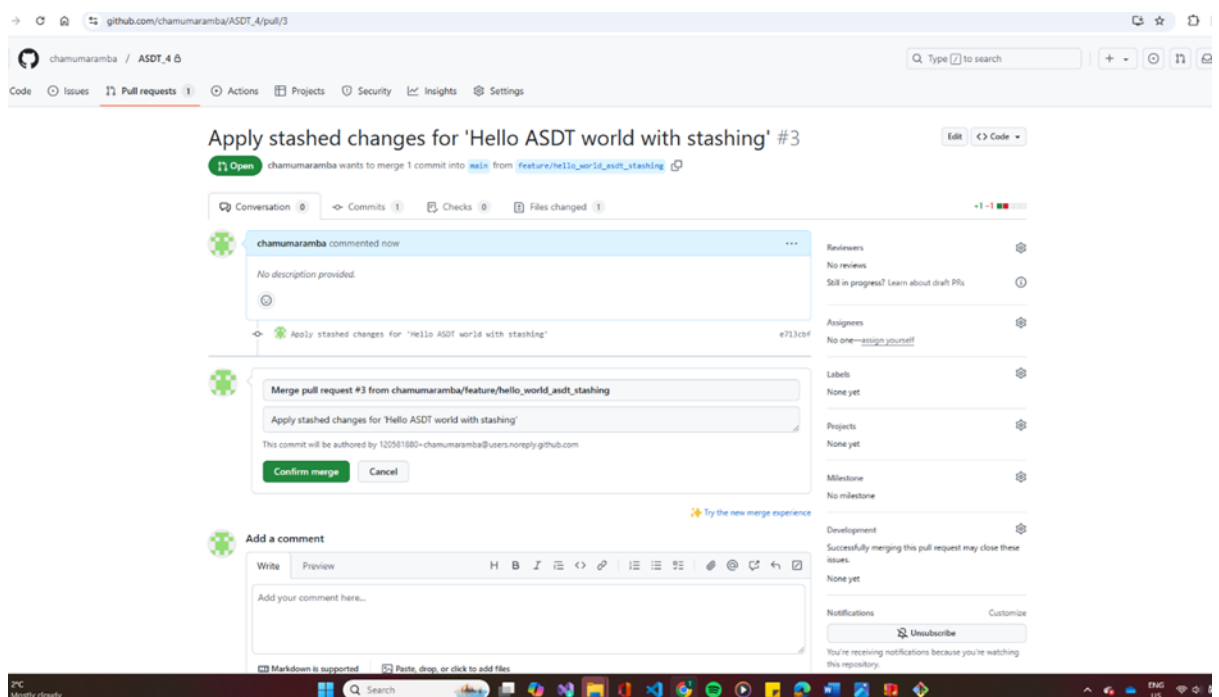 github.com/chamumaramba/ASDT_4/pull/3
chamumaramba / ASDT_4
Type / to search
Code Issues Pull requests 1 Actions Projects Security Insights Settings
Apply stashed changes for 'Hello ASDT world with stashing' #3
Edit Code
Open chamumaramba wants to merge 1 commit into main from feature/hello_world_asdt_stashing
Conversation 0 Commits 1 Checks 0 Files changed 1
+1 −1
chamumaramba commented now
No description provided.
Apply stashed changes for 'Hello ASDT world with stashing' e713cbf
Merge pull request #3 from chamumaramba/feature/hello_world_asdt_stashing
Apply stashed changes for 'Hello ASDT world with stashing'
This commit will be authored by 120581880+chamumaramba@users.noreply.github.com
Confirm merge Cancel
Try the new merge experience
Add a comment
Write Preview
H B I
Add your comment here...
Markdown is supported Paste, drop, or click to add files
Reviewers
No reviews
Still in progress? Learn about draft PRs
Assignees
No one—assign yourself
Labels
None yet
Projects
None yet
Milestone
No milestone
Development
Successfully merging this pull request may close these
issues.
None yet
Notifications Customize
Unsubscribe
You're receiving notifications because you're watching
this repository.
2°C
Mostly cloudy
Search
ENG
US